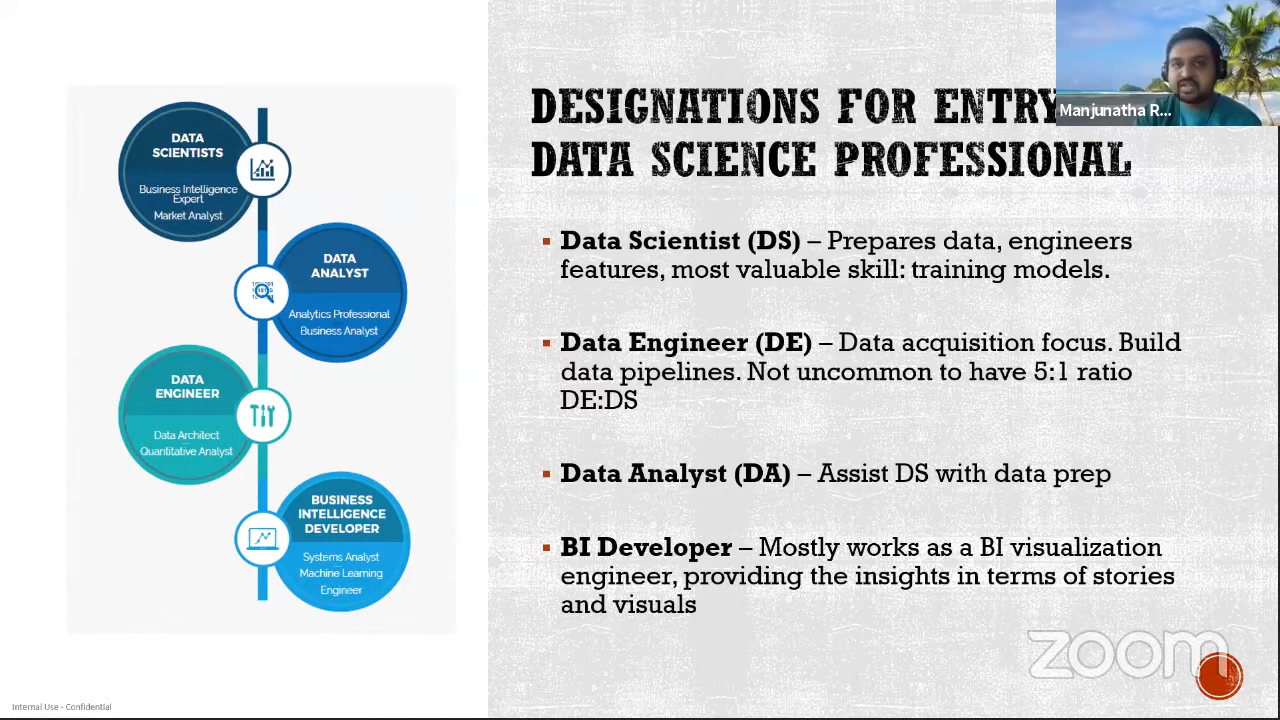 DATA
SCIENTISTS
Business Intelligence
Expert
Market Analyst
DATA
ANALYST
Analytics Professional
Business Analyst
DATA
ENGINEER
Data Architect
Quantitative Analyst
BUSINESS
INTELLIGENCE
DEVELOPER
Systems Analyst
Machine Learning
Engineer
Internal Use - Confidential
DESIGNATIONS FOR ENTRY
DATA SCIENCE PROFESSIONAL
▪ Data Scientist (DS) – Prepares data, engineers
features, most valuable skill: training models.
▪ Data Engineer (DE) – Data acquisition focus. Build
data pipelines. Not uncommon to have 5:1 ratio
DE:DS
▪ Data Analyst (DA) – Assist DS with data prep
▪ BI Developer – Mostly works as a BI visualization
engineer, providing the insights in terms of stories
and visuals
Manjunatha R...
zoom